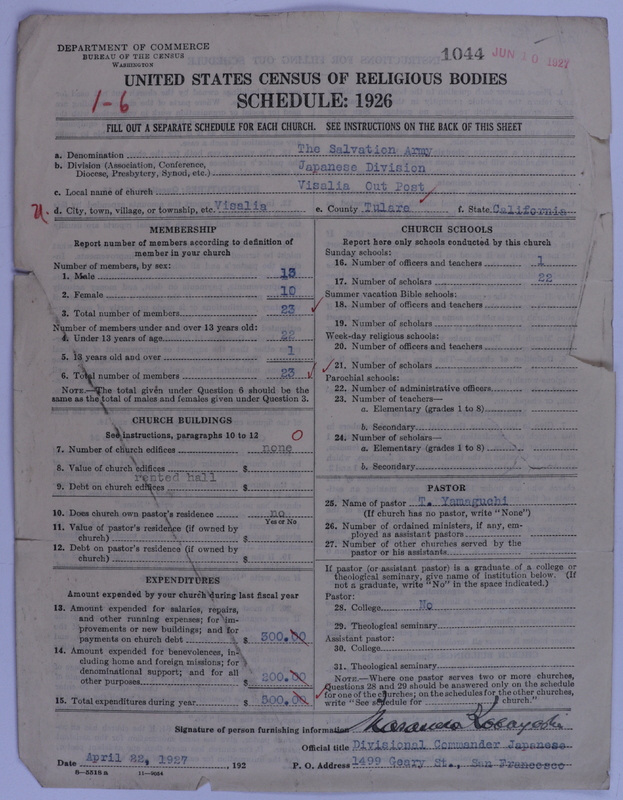 DEPARTMENT OF COMMERCE
BUREAU OF THE CENSUS
WASHINGTON
1044 JUN 10 1927
UNITED STATES CENSUS OF RELIGIOUS BODIES
1-6
SCHEDULE: 1926
FILL OUT A SEPARATE SCHEDULE FOR EACH CHURCH. SEE INSTRUCTIONS ON THE BACK OF THIS SHEET
a. Denomination The Salvation Army
b. Division (Association, Conference, Diocese, Presbytery, Synod, etc.) Japanese Division
c. Local name of church Visalia Out Post
d. City, town, village, or township, etc. Visalia e. County Tulare f. State California
MEMBERSHIP
Report number of members according to definition of
member in your church
Number of members, by sex:
1. Male 13
2. Female 10
3. Total number of members 23
Number of members under and over 13 years old:
4. Under 13 years of age 22
5. 13 years old and over 1
6. Total number of members 23
NOTE.—The total given under Question 6 should be the
same as the total of males and females given under Question 3.
CHURCH BUILDINGS
See instructions, paragraphs 10 to 12 0
7. Number of church edifices none
8. Value of church edifices $
rented hall
9. Debt on church edifices $
10. Does church own pastor's residence no
Yes or No
11. Value of pastor's residence (if owned by
church) $
12. Debt on pastor's residence (if owned by
church) $
EXPENDITURES
Amount expended by your church during last fiscal year
13. Amount expended for salaries, repairs,
and other running expenses; for im-
provements or new buildings; and for
payments on church debt $ 300.00
14. Amount expended for benevolences, in-
cluding home and foreign missions; for
denominational support; and for all
other purposes $ 200.00
15. Total expenditures during year $ 500.00
CHURCH SCHOOLS
Report here only schools conducted by this church
Sunday schools:
16. Number of officers and teachers 1
17. Number of scholars 22
Summer vacation Bible schools:
18. Number of officers and teachers
19. Number of scholars
Week-day religious schools:
20. Number of officers and teachers
21. Number of scholars
Parochial schools:
22. Number of administrative officers
23. Number of teachers—
a. Elementary (grades 1 to 8)
b. Secondary
24. Number of scholars—
a. Elementary (grades 1 to 8)
b. Secondary
PASTOR
25. Name of pastor T. Yamaguchi
(If church has no pastor, write "None")
26. Number of ordained ministers, if any, em-
ployed as assistant pastors
27. Number of other churches served by the
pastor or his assistants
If pastor (or assistant pastor) is a graduate of a college or
theological seminary, give name of institution below. (If
not a graduate, write "No" in the space indicated.)
Pastor:
28. College No
29. Theological seminary
Assistant pastor:
30. College
31. Theological seminary
NOTE.—Where one pastor serves two or more churches,
Questions 28 and 29 should be answered only on the schedule
for one of the churches; on the schedules for the other churches,
write "See schedule for church."
Signature of person furnishing information Masasuke Kobayashi
Official title Divisional Commander Japanese
Date April 22, 1927, 192 P. O. Address 1499 Geary St., San Francosco
8—5518 a 11—9054